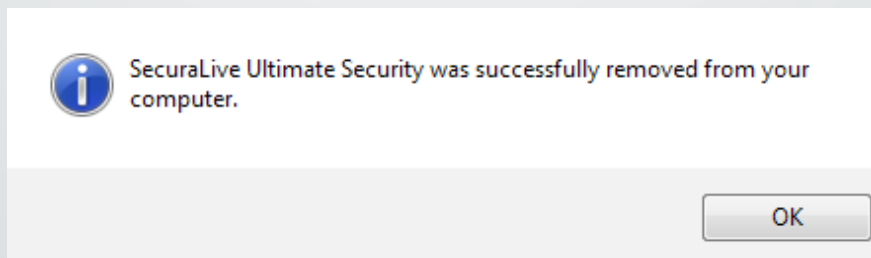 SecuraLive Ultimate Security was successfully removed from your
computer.
OK